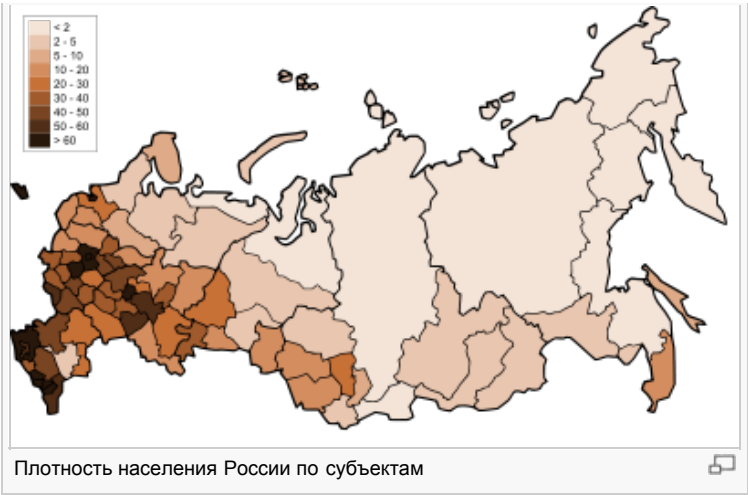 < 2
2 - 5
5 - 10
10 - 20
20 - 30
30 - 40
40 - 50
50 - 60
> 60
Плотность населения России по субъектам